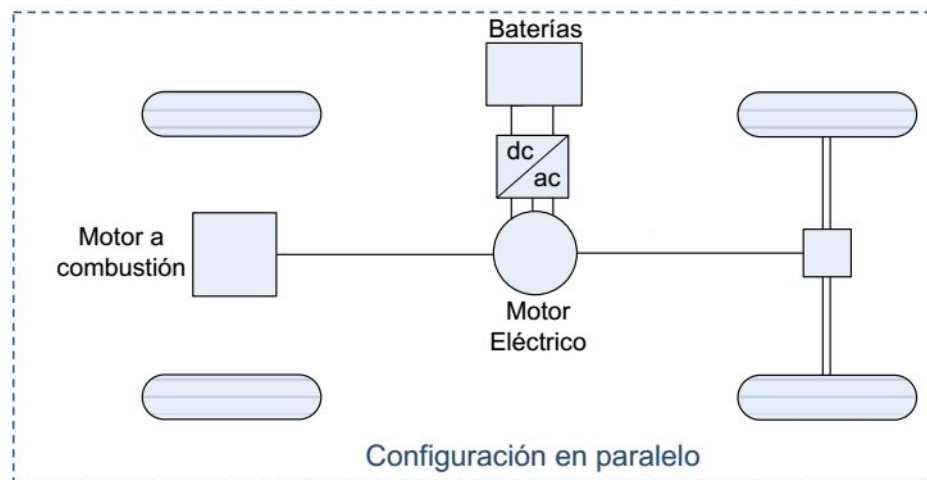 Baterías
dc
ac
Motor a
combustión
Motor
Eléctrico
Configuración en paralelo